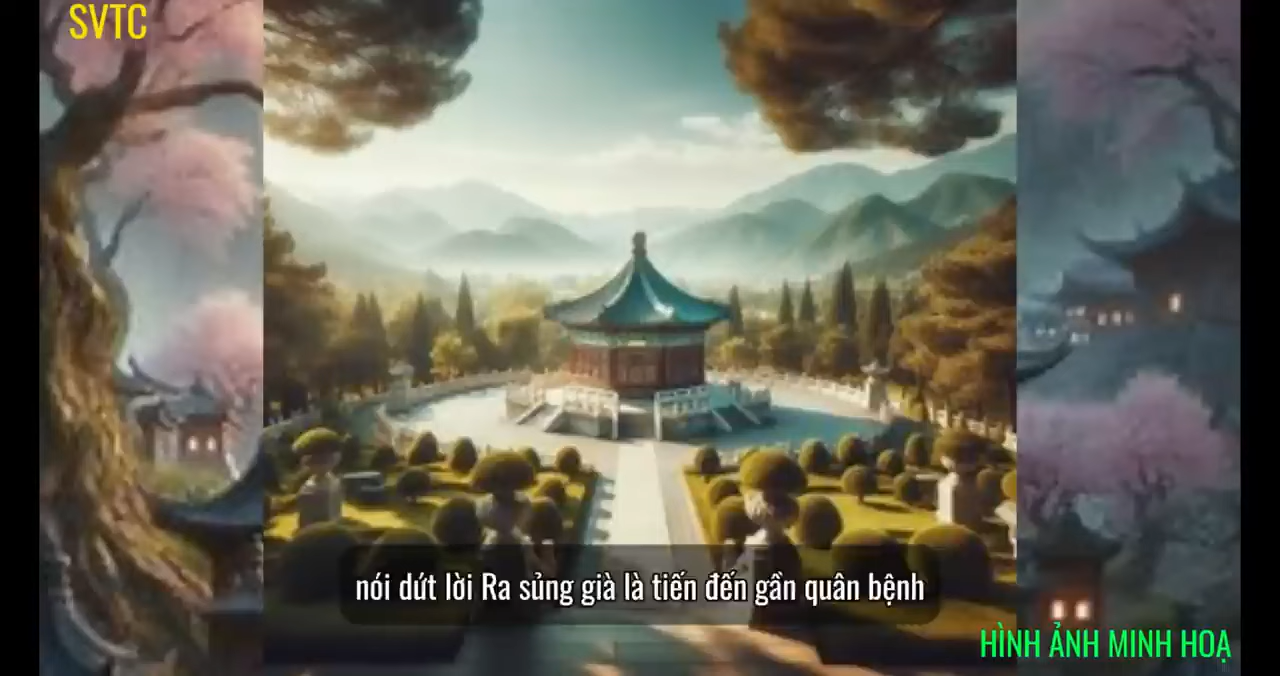 SVTC
nói dứt lời Ra sủng già là tiến đến gần quân bệnh
HÌNH ẢNH MINH HOẠ